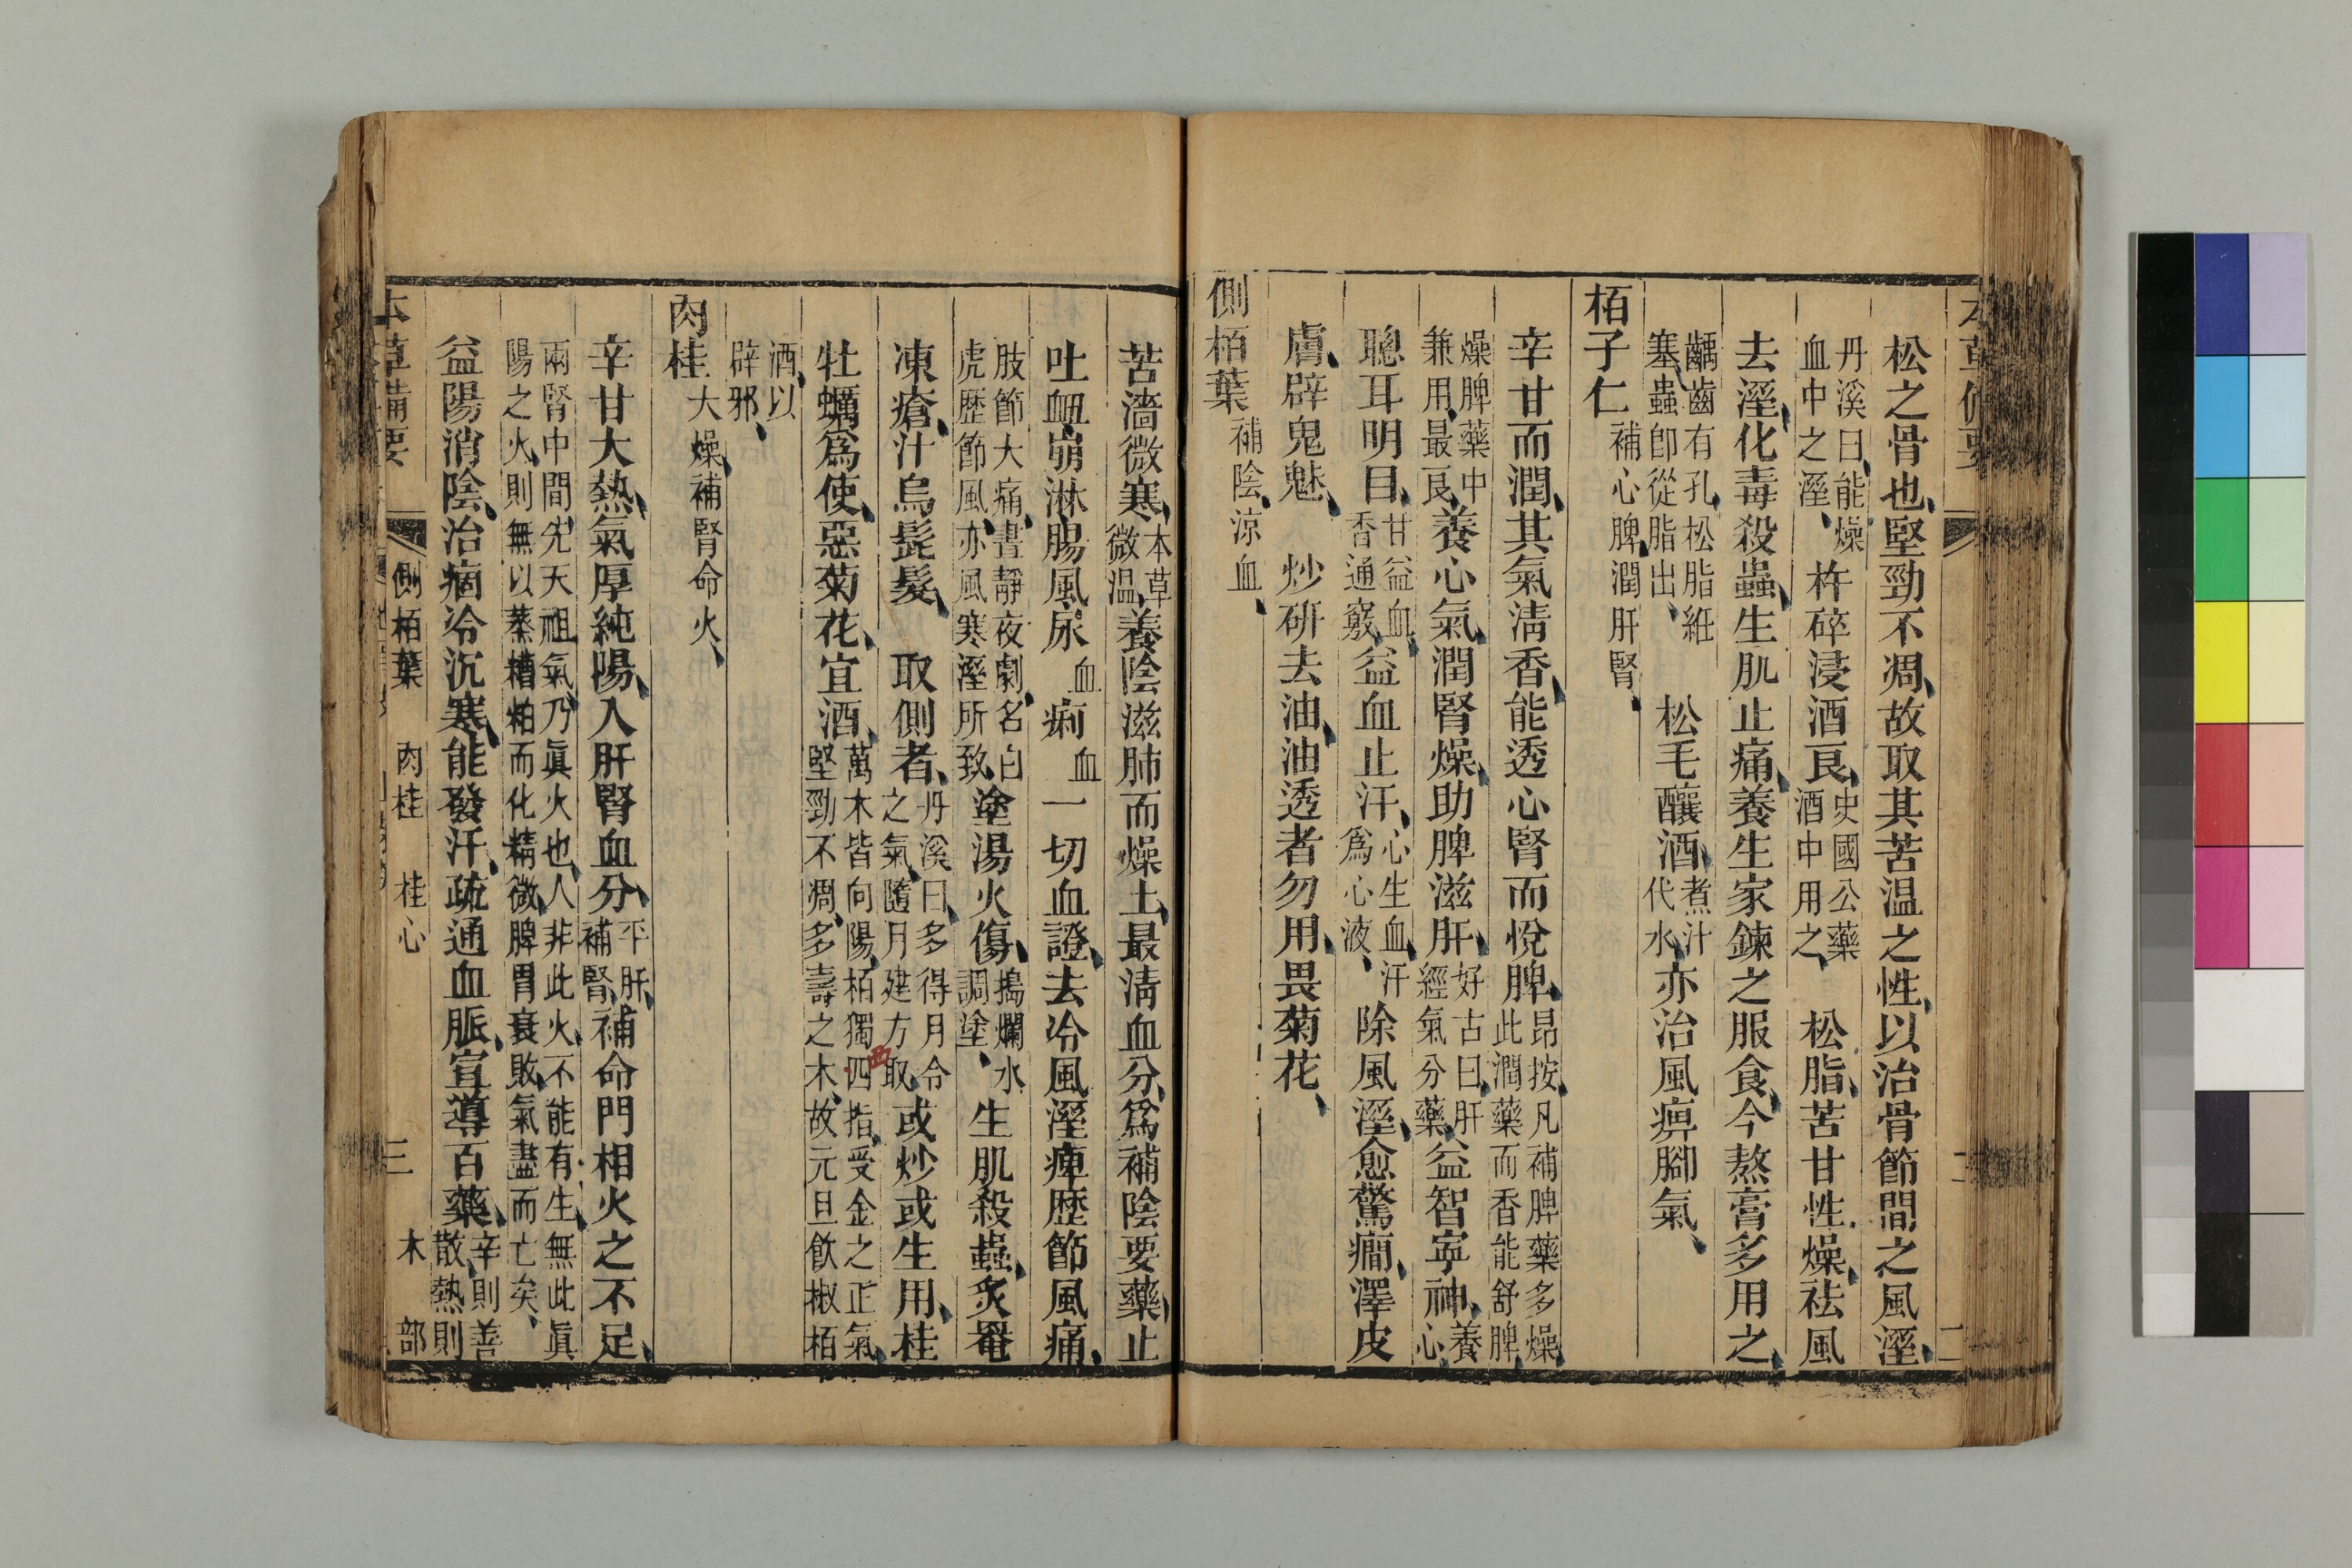 松之骨也、堅勁不凋、故取其苦温之性、以治骨節間之風溼、
丹溪曰、能燥
血中之溼、
杵碎浸酒良、
史國公藥
酒中用之、
松脂、苦甘性燥、祛風
去溼、化毒殺蟲、生肌止痛、養生家鍊之服食、今熬膏多用之、
齲齒有孔、松脂紝
塞、蟲卽從脂出、
松毛釀酒、
煮汁
代水、
亦治風痹腳氣、
栢子仁
補心脾、潤肝腎、
辛甘而潤、其氣淸香、能透心腎而悅脾、
昂按、凡補脾藥多燥、
此潤藥而香能舒脾、
燥脾藥中
兼用最良、
養心氣、潤腎燥、助脾滋肝、
好古曰、肝
經氣分藥、
益智寧神、
養
心、
聰耳明目、
甘益血、
香通竅、
益血止汗、
心生血、汗
爲心液、
除風溼、愈驚癎、澤皮
膚、辟鬼魅、
炒硏去油、油透者勿用、畏菊花、
側栢葉
補陰、涼血、
苦濇微寒、
本草
微溫、
養陰滋肺而燥土、最淸血分、爲補陰要藥、止
吐衄崩淋、腸風尿
血
痢
血
一切血證、去冷風溼痺、歷節風痛、
肢節大痛、晝靜夜劇、名白
虎歷節風、亦風寒溼所致、
塗湯火傷、
搗爛水
調塗、
生肌殺蟲、炙罨
凍瘡、汁烏髭髮、
取側者、
丹溪曰、多得月令
之氣、隨月建方取、
或炒或生用、桂
牡蠣爲使、惡菊花、宜酒、
萬木皆向陽、栢獨四指、受金之正氣、
堅勁不凋、多壽之木、故元旦飮椒栢
西
酒以
辟邪、
肉桂
大燥、補腎命火、
辛甘大熱、氣厚純陽、入肝腎血分、
平肝、
補腎、
補命門相火之不足、
兩腎中間、先天祖氣、乃眞火也、人非此火、不能有生、無此眞
陽之火、則無以蒸糟粕而化精微、脾胃衰敗、氣盡而亡矣、
益陽消陰、治痼冷沉寒、能發汗、疏通血脈、宣導百藥、
辛則善
散、熱則
本草備要
側栢葉 肉桂 桂心
三
木部